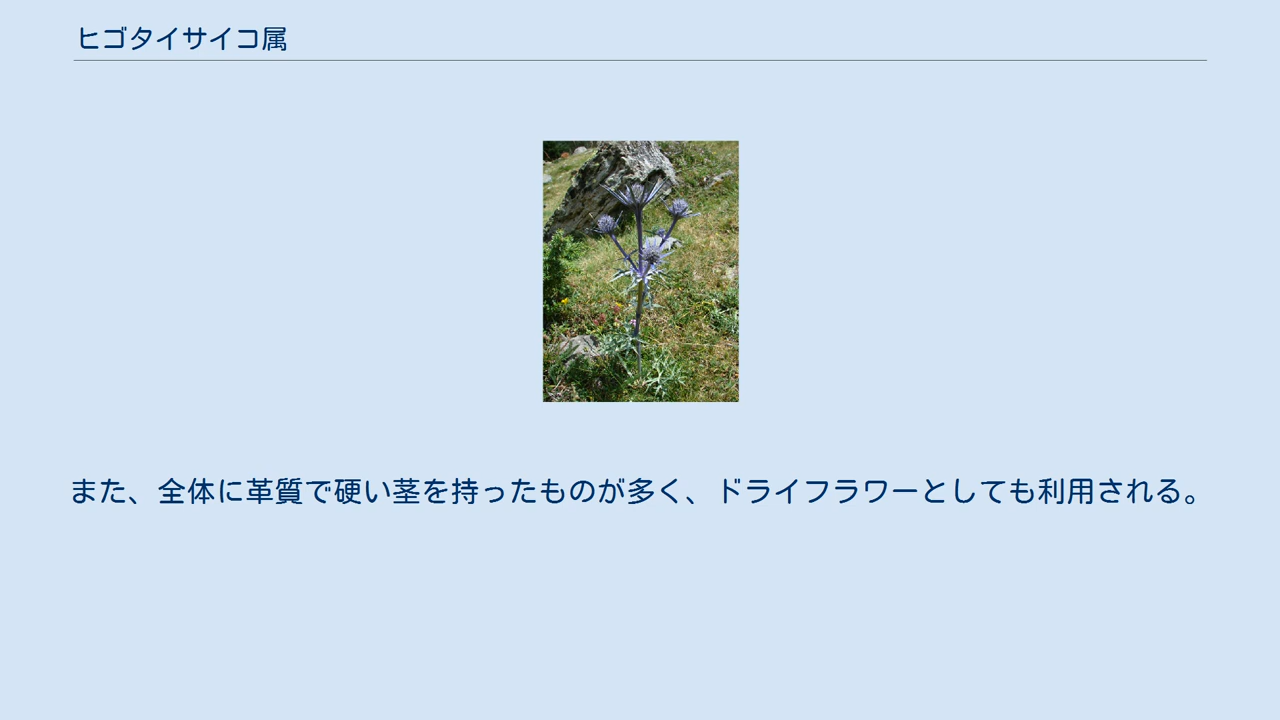 ヒゴタイサイコ属
また、全体に革質で硬い茎を持ったものが多く、ドライフラワーとしても利用される。